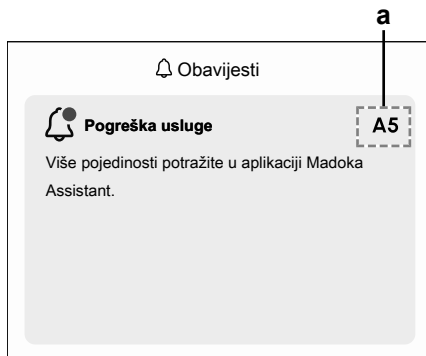 a
Obavijesti
Pogreška usluge A5
Više pojedinosti potražite u aplikaciji Madoka
Assistant.